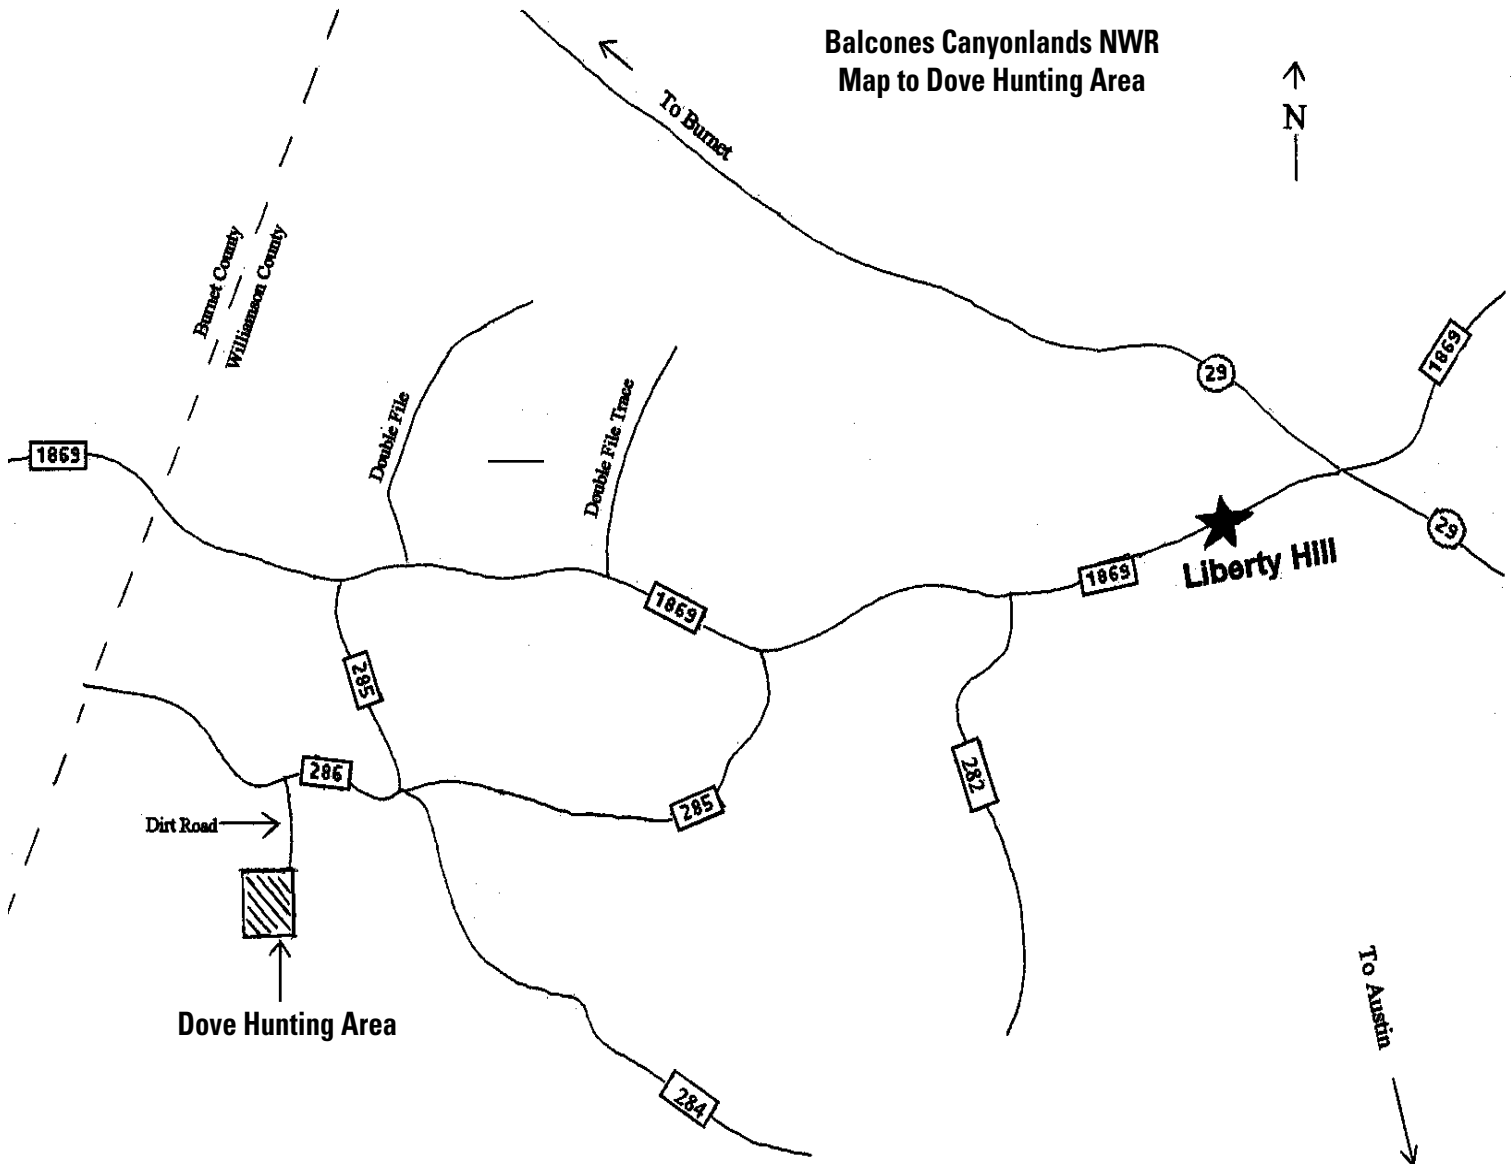 Balcones Canyonlands NWR
Map to Dove Hunting Area
N
To Burnet
Burnet County
Williamson County
29
1869
Double File
Double File Trace
1869
29
Liberty Hill
1869
1869
285
286
282
285
Dirt Road
Dove Hunting Area
To Austin
284